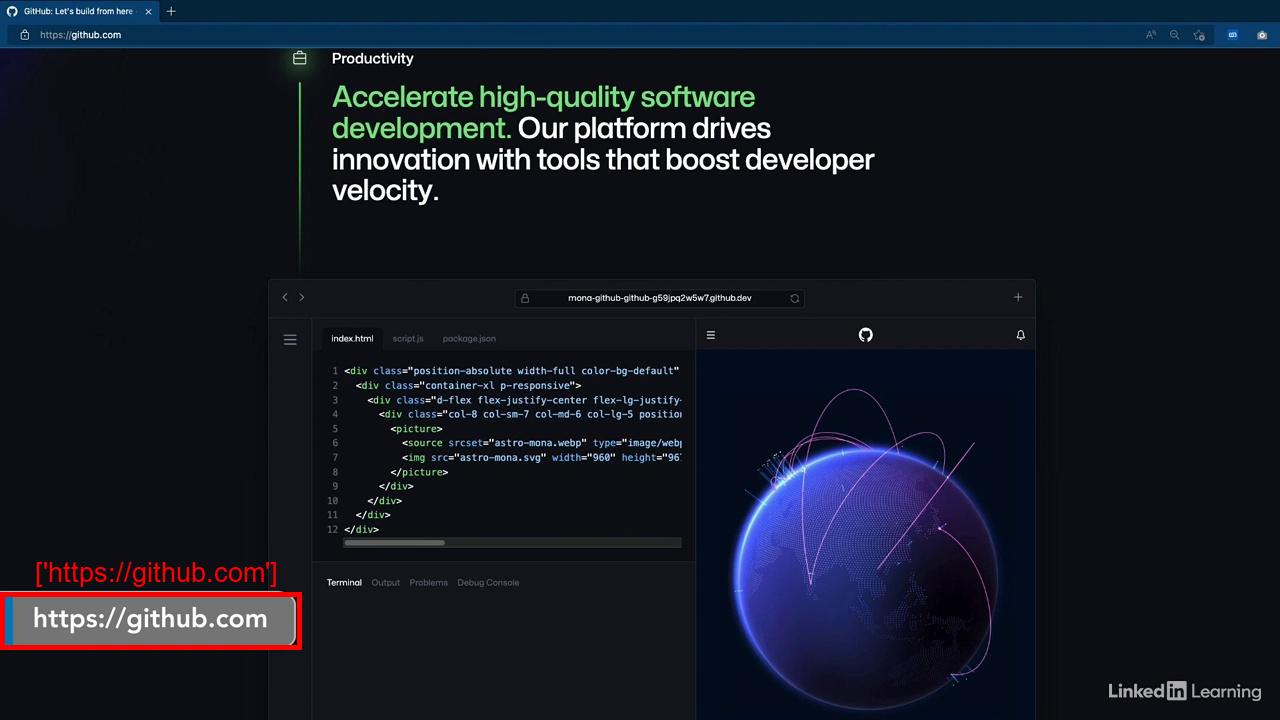 GitHub: Let's build from here
https://github.com
Productivity
Accelerate high-quality software
development. Our platform drives
innovation with tools that boost developer
velocity.
mona-github-github-g59jpq2w5w7.github.dev
index.html script.js package.json
1 <div class="position-absolute width-full color-bg-default"
2 <div class="container-xl p-responsive">
3 <div class="d-flex flex-justify-center flex-lg-justify-
4 <div class="col-8 col-sm-7 col-md-6 col-lg-5 position
5 <picture>
6 <source srcset="astro-mona.webp" type="image/webp
7 <img src="astro-mona.svg" width="960" height="967
8 </picture>
9 </div>
10 </div>
11 </div>
12 </div>
Terminal Output Problems Debug Console
['https://github.com']
https://github.com
LinkedIn Learning